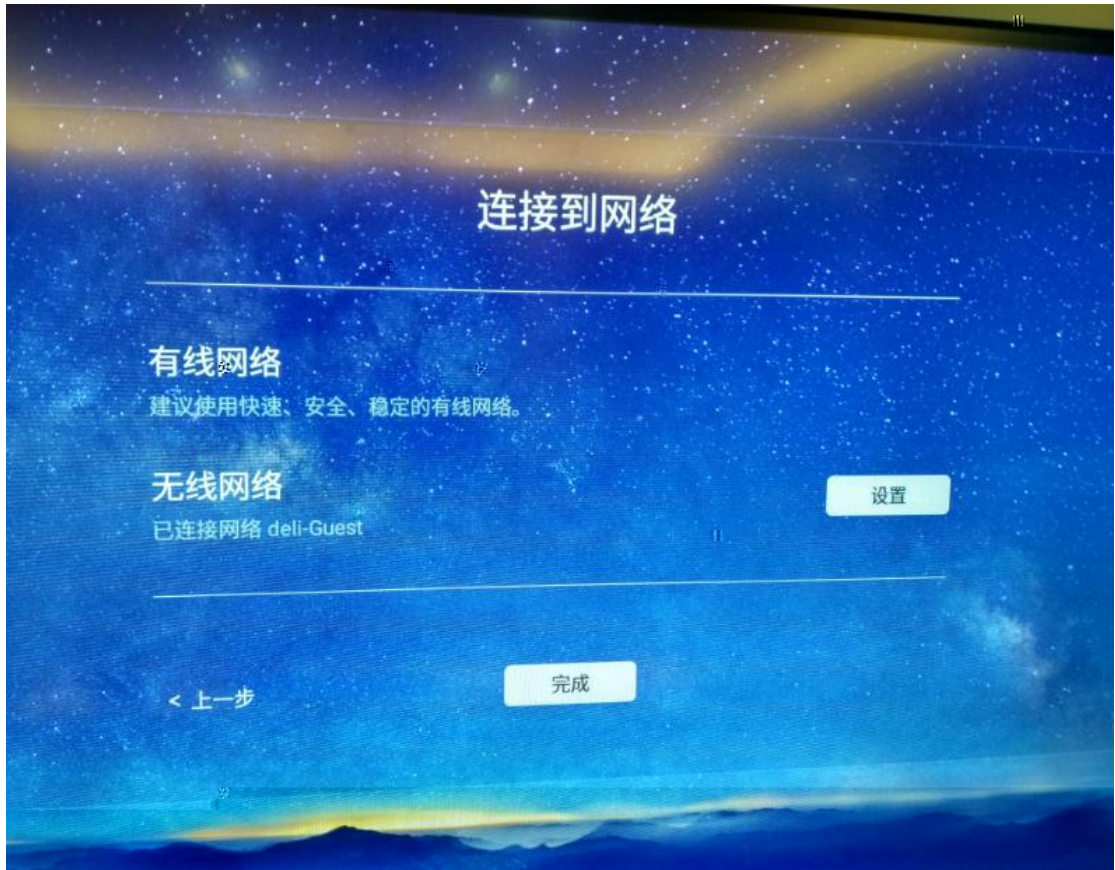 连接到网络
有线网络
建议使用快速、安全、稳定的有线网络。
无线网络
设置
已连接网络 deli-Guest
< 上一步
完成